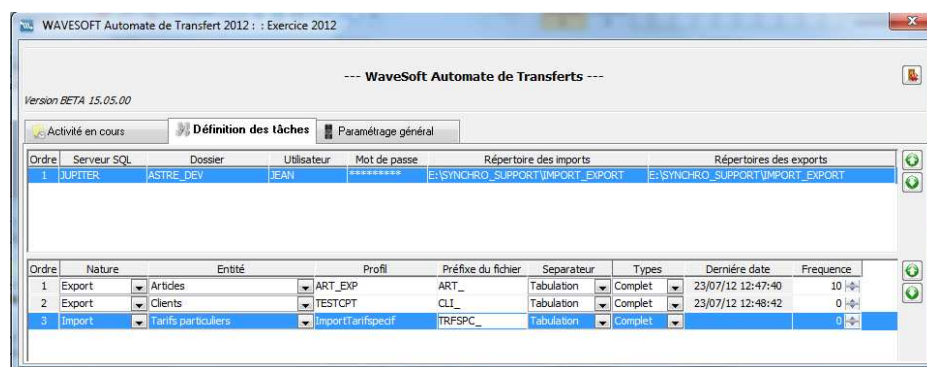 WAVESOFT Automate de Transfert 2012 : : Exercice 2012
--- WaveSoft Automate de Transferts ---
Version BETA 15.05.00
Activité en cours Définition des tâches Paramétrage général
Ordre Serveur SQL Dossier Utilisateur Mot de passe Répertoire des imports Répertoires des exports
1 JUPITER ASTRE_DEV JEAN ********* E:\SYNCHRO_SUPPORT\IMPORT_EXPORT E:\SYNCHRO_SUPPORT\IMPORT_EXPORT
Ordre Nature Entité Profil Préfixe du fichier Separateur Types Derniére date Frequence
1 Export Articles ART_EXP ART_ Tabulation Complet 23/07/12 12:47:40 10
2 Export Clients TESTCPT CLI_ Tabulation Complet 23/07/12 12:48:42 0
3 Import Tarifs particuliers ImportTarifspecif TRFSPC_ Tabulation Complet 0